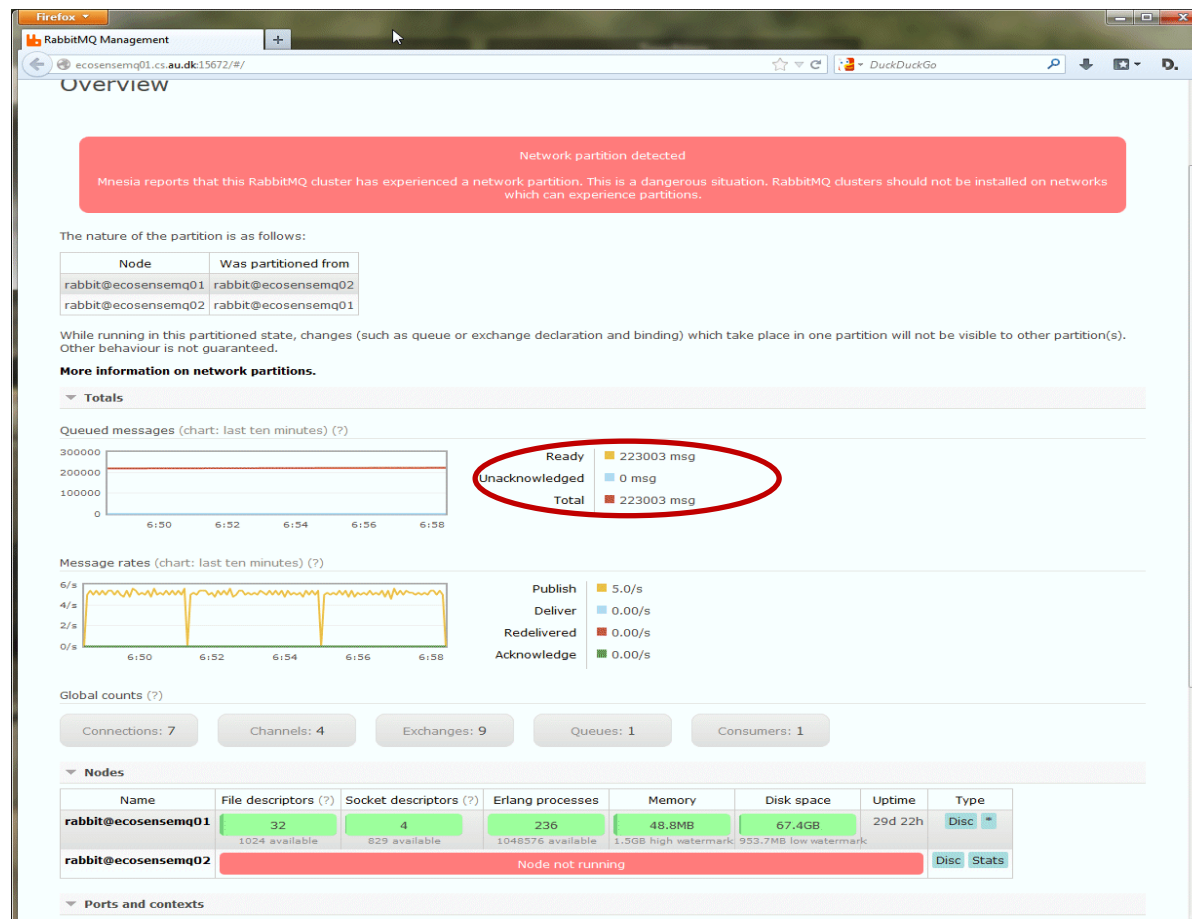 Firefox
RabbitMQ Management
+
ecosensemq01.cs.au.dk:15672/#/
DuckDuckGo
D.
Overview
Network partition detected
Mnesia reports that this RabbitMQ cluster has experienced a network partition. This is a dangerous situation. RabbitMQ clusters should not be installed on networks
which can experience partitions.
The nature of the partition is as follows:
Node Was partitioned from
rabbit@ecosensemq01 rabbit@ecosensemq02
rabbit@ecosensemq02 rabbit@ecosensemq01
While running in this partitioned state, changes (such as queue or exchange declaration and binding) which take place in one partition will not be visible to other partition(s).
Other behaviour is not guaranteed.
More information on network partitions.
Totals
Queued messages (chart: last ten minutes) (?)
300000
200000
100000
0
6:50 6:52 6:54 6:56 6:58
Ready 223003 msg
Unacknowledged 0 msg
Total 223003 msg
Message rates (chart: last ten minutes) (?)
6/s
4/s
2/s
0/s
6:50 6:52 6:54 6:56 6:58
Publish 5.0/s
Deliver 0.00/s
Redelivered 0.00/s
Acknowledge 0.00/s
Global counts (?)
Connections: 7 Channels: 4 Exchanges: 9 Queues: 1 Consumers: 1
Nodes
Name File descriptors (?) Socket descriptors (?) Erlang processes Memory Disk space Uptime Type
rabbit@ecosensemq01 32 4 236 48.8MB 67.4GB 29d 22h Disc *
1024 available 829 available 1048576 available 1.5GB high watermark 953.7MB low watermark
rabbit@ecosensemq02 Node not running Disc Stats
Ports and contexts